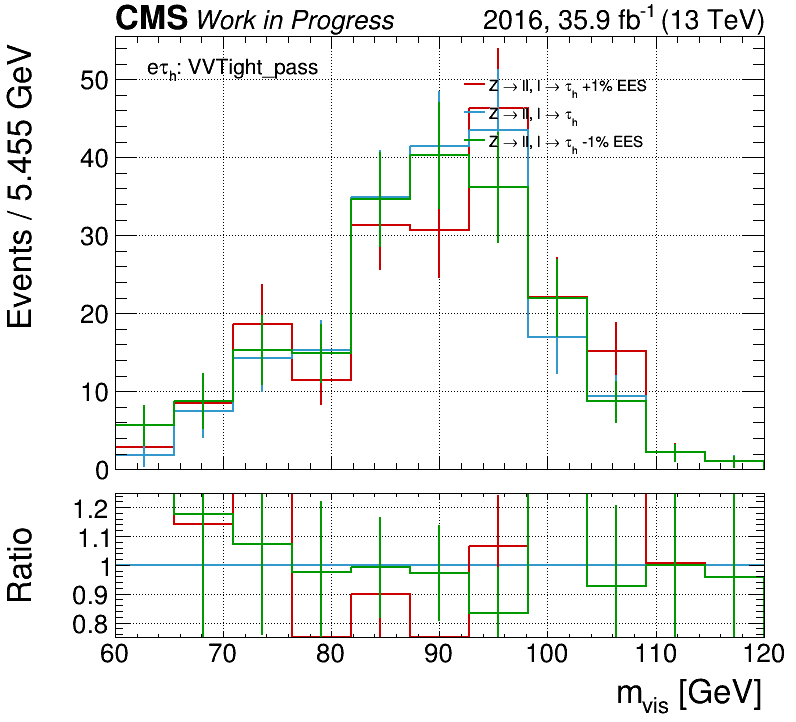 CMS Work in Progress 2016, 35.9 fb⁻¹ (13 TeV)
eτₕ: VVTight_pass
Z → ll, l → τₕ +1% EES
Z → ll, l → τₕ
Z → ll, l → τₕ -1% EES
Events / 5.455 GeV
50
40
30
20
10
0
Ratio
1.2
1.1
1
0.9
0.8
60 70 80 90 100 110 120
m_vis [GeV]